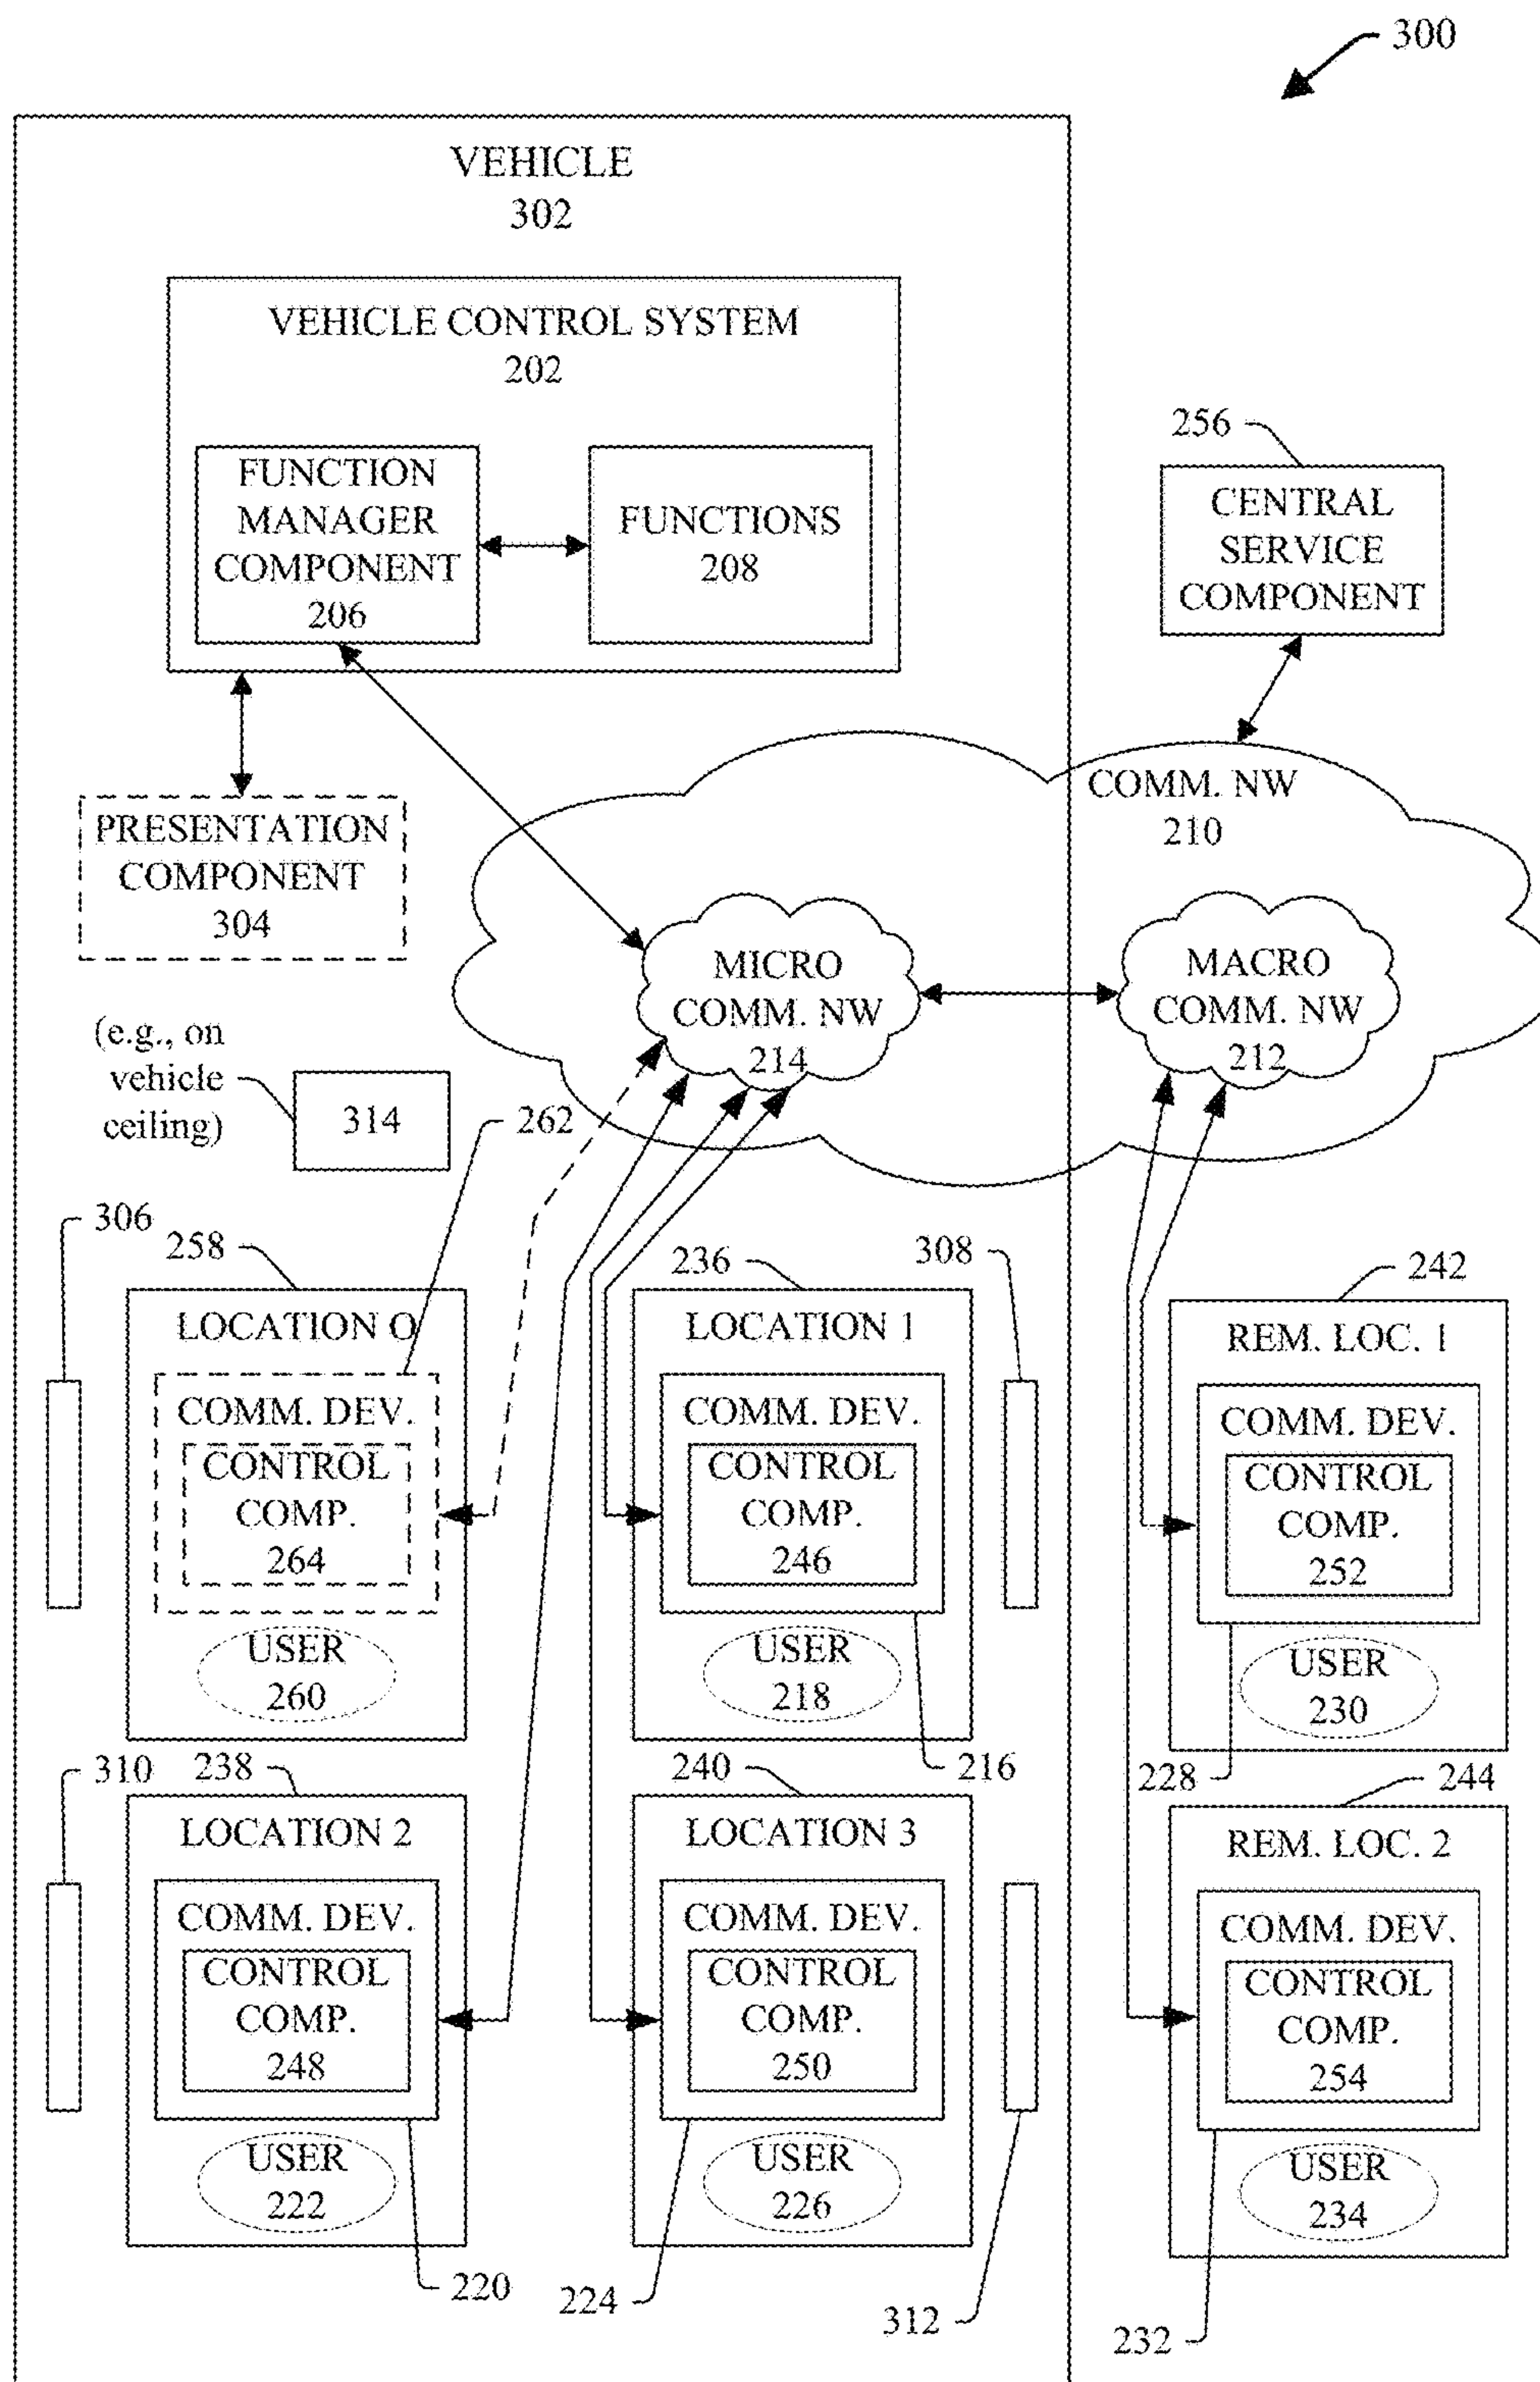 300
VEHICLE
302
VEHICLE CONTROL SYSTEM
202
FUNCTION
MANAGER
COMPONENT
206
FUNCTIONS
208
256
CENTRAL
SERVICE
COMPONENT
PRESENTATION
COMPONENT
304
COMM. NW
210
MICRO
COMM. NW
214
MACRO
COMM. NW
212
(e.g., on
vehicle
ceiling)
314
262
306
258
LOCATION O
COMM. DEV.
CONTROL
COMP.
264
USER
260
236
308
LOCATION 1
COMM. DEV.
CONTROL
COMP.
246
USER
218
216
242
REM. LOC. 1
COMM. DEV.
CONTROL
COMP.
252
USER
230
228
310
238
LOCATION 2
COMM. DEV.
CONTROL
COMP.
248
USER
222
220
240
LOCATION 3
COMM. DEV.
CONTROL
COMP.
250
USER
226
224
312
244
REM. LOC. 2
COMM. DEV.
CONTROL
COMP.
254
USER
234
232